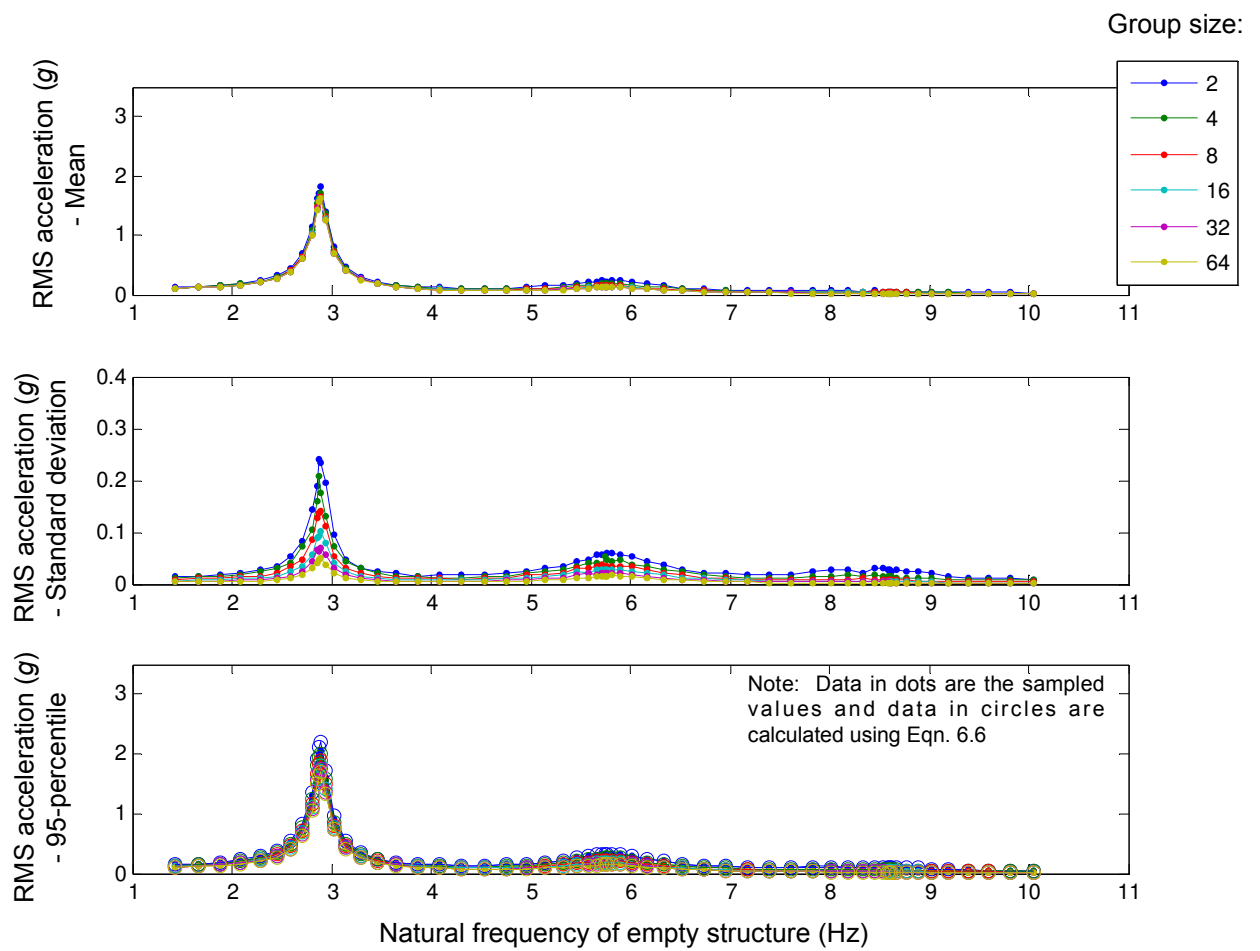 Group size:
2
4
8
16
32
64
RMS acceleration (g)
- Mean
3
2
1
0
1 2 3 4 5 6 7 8 9 10 11
RMS acceleration (g)
- Standard deviation
0.4
0.3
0.2
0.1
0
1 2 3 4 5 6 7 8 9 10 11
RMS acceleration (g)
- 95-percentile
3
2
1
0
Note: Data in dots are the sampled
values and data in circles are
calculated using Eqn. 6.6
1 2 3 4 5 6 7 8 9 10 11
Natural frequency of empty structure (Hz)